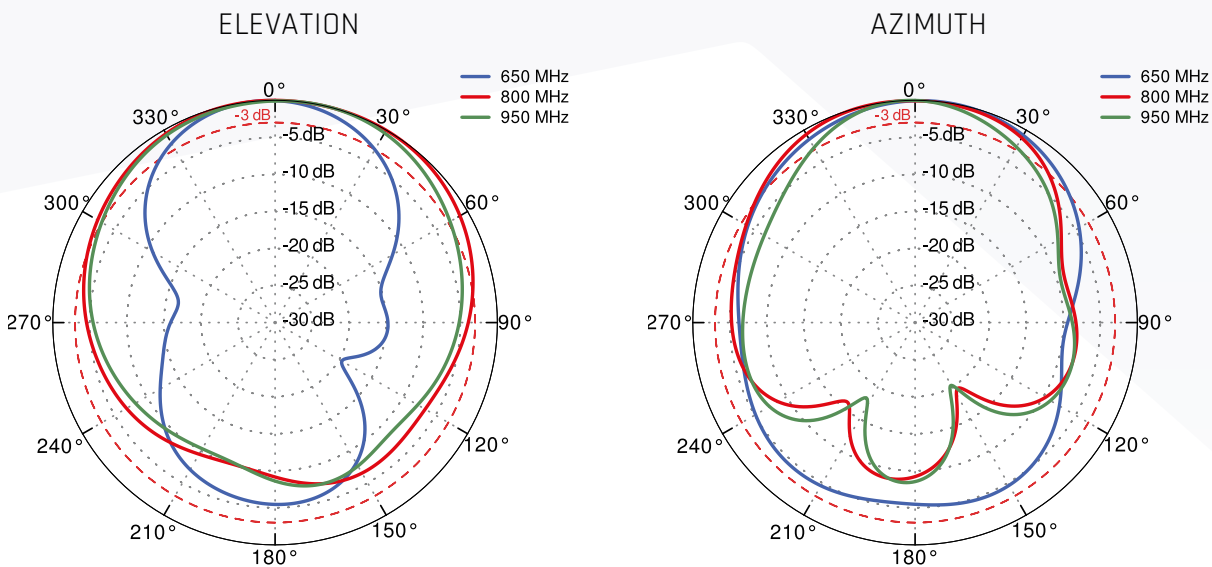 ELEVATION
650 MHz
800 MHz
950 MHz
0°
330°
-3 dB
30°
-5 dB
-10 dB
300°
-15 dB
60°
-20 dB
-25 dB
270°
-30 dB
90°
240°
120°
210°
150°
180°
AZIMUTH
650 MHz
800 MHz
950 MHz
0°
330°
-3 dB
30°
-5 dB
-10 dB
300°
-15 dB
60°
-20 dB
-25 dB
270°
-30 dB
90°
240°
120°
210°
150°
180°